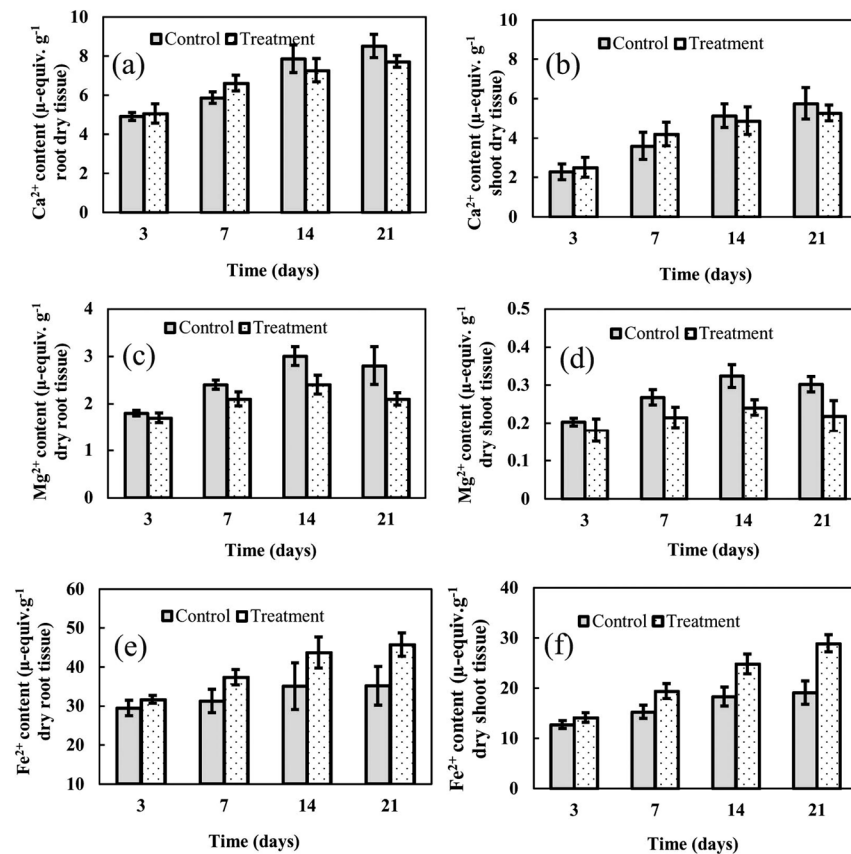 Ca²⁺ content (μ-equiv. g⁻¹
root dry tissue)
10
8
6
4
2
0
(a)
Control Treatment
3 7 14 21
Time (days)
Ca²⁺ content (μ-equiv. g⁻¹
shoot dry tissue)
10
8
6
4
2
0
(b)
Control Treatment
3 7 14 21
Time (days)
Mg²⁺ content (μ-equiv. g⁻¹
dry root tissue)
4
3
2
1
0
(c)
Control Treatment
3 7 14 21
Time (days)
Mg²⁺ content (μ-equiv. g⁻¹
dry shoot tissue)
0.5
0.4
0.3
0.2
0.1
0
(d)
Control Treatment
3 7 14 21
Time (days)
Fe²⁺ content (μ-equiv.g⁻¹
dry root tissue)
60
50
40
30
20
10
(e)
Control Treatment
3 7 14 21
Time (days)
Fe²⁺ content (μ-equiv.g⁻¹
dry shoot tissue)
40
30
20
10
0
(f)
Control Treatment
3 7 14 21
Time (days)